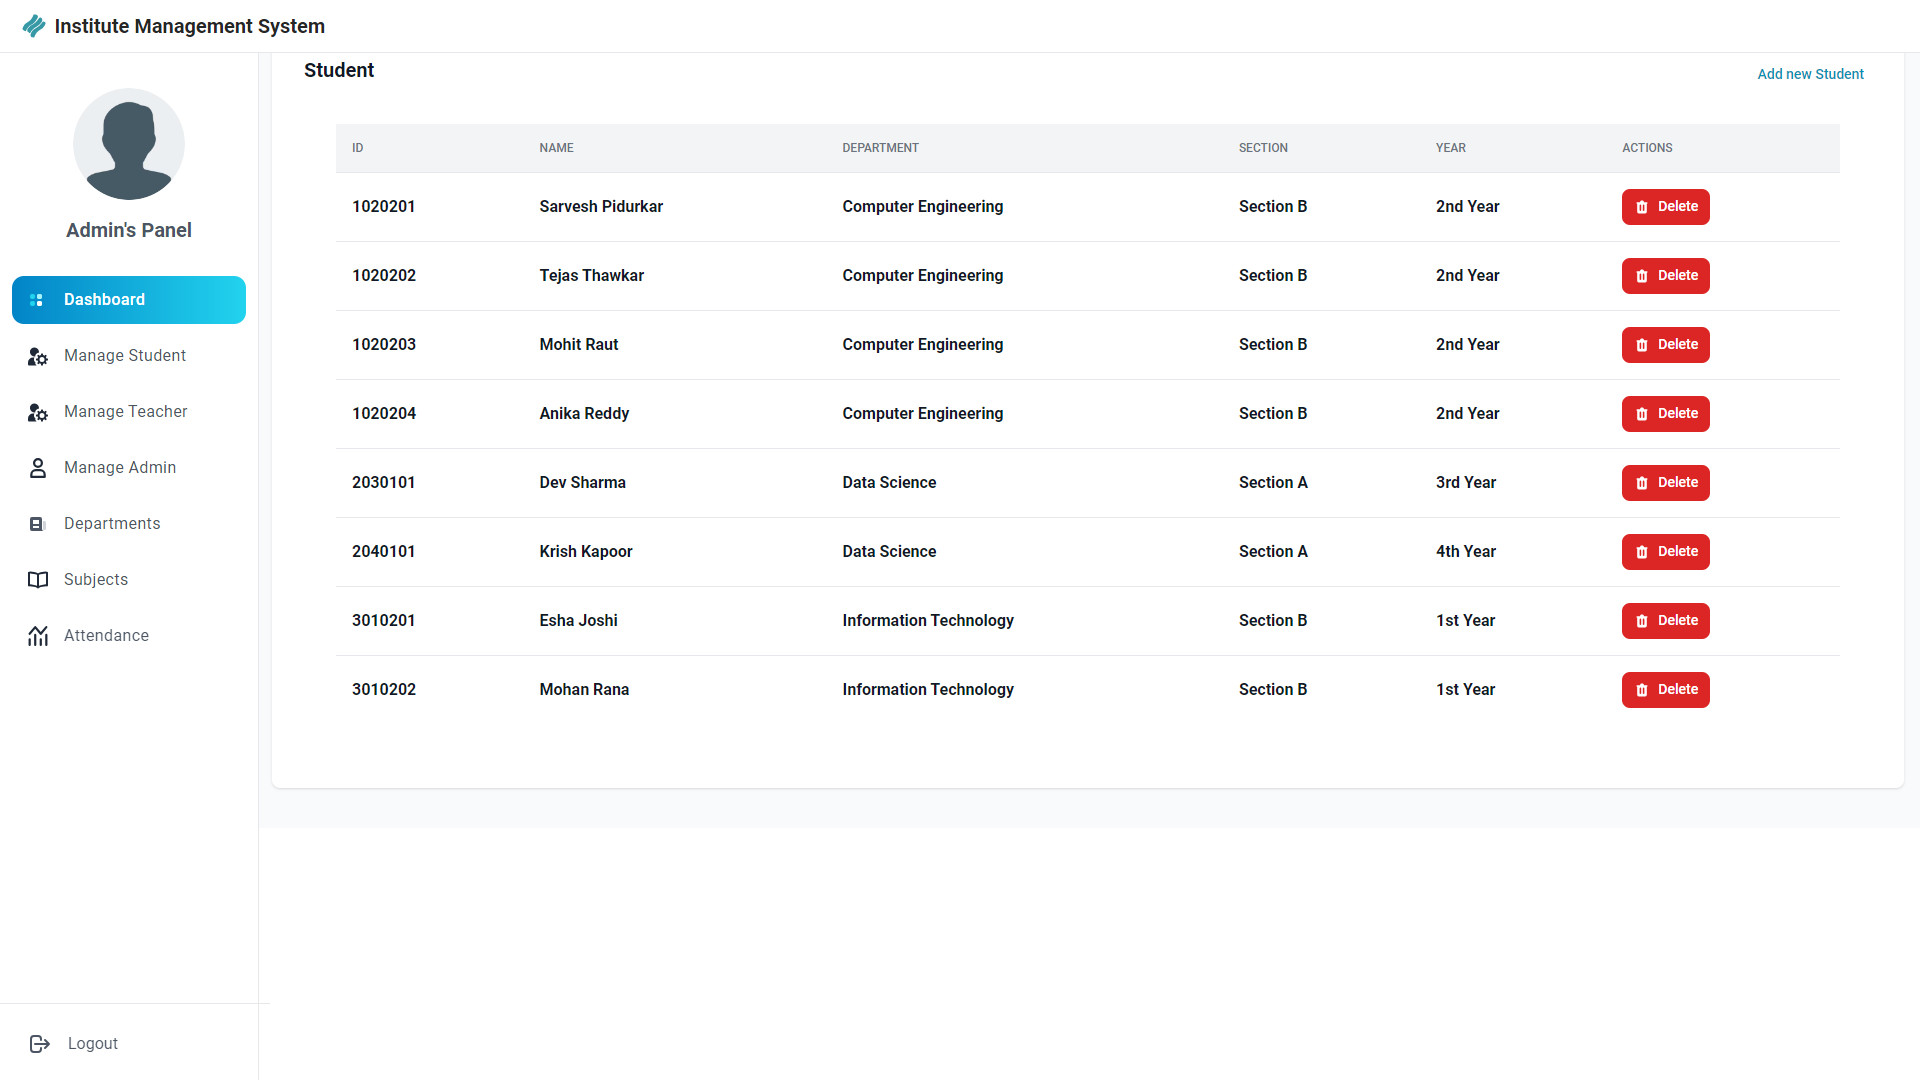 Institute Management System
Admin's Panel
Dashboard
Manage Student
Manage Teacher
Manage Admin
Departments
Subjects
Attendance
Logout
Student
Add new Student
ID NAME DEPARTMENT SECTION YEAR ACTIONS
1020201 Sarvesh Pidurkar Computer Engineering Section B 2nd Year Delete
1020202 Tejas Thawkar Computer Engineering Section B 2nd Year Delete
1020203 Mohit Raut Computer Engineering Section B 2nd Year Delete
1020204 Anika Reddy Computer Engineering Section B 2nd Year Delete
2030101 Dev Sharma Data Science Section A 3rd Year Delete
2040101 Krish Kapoor Data Science Section A 4th Year Delete
3010201 Esha Joshi Information Technology Section B 1st Year Delete
3010202 Mohan Rana Information Technology Section B 1st Year Delete